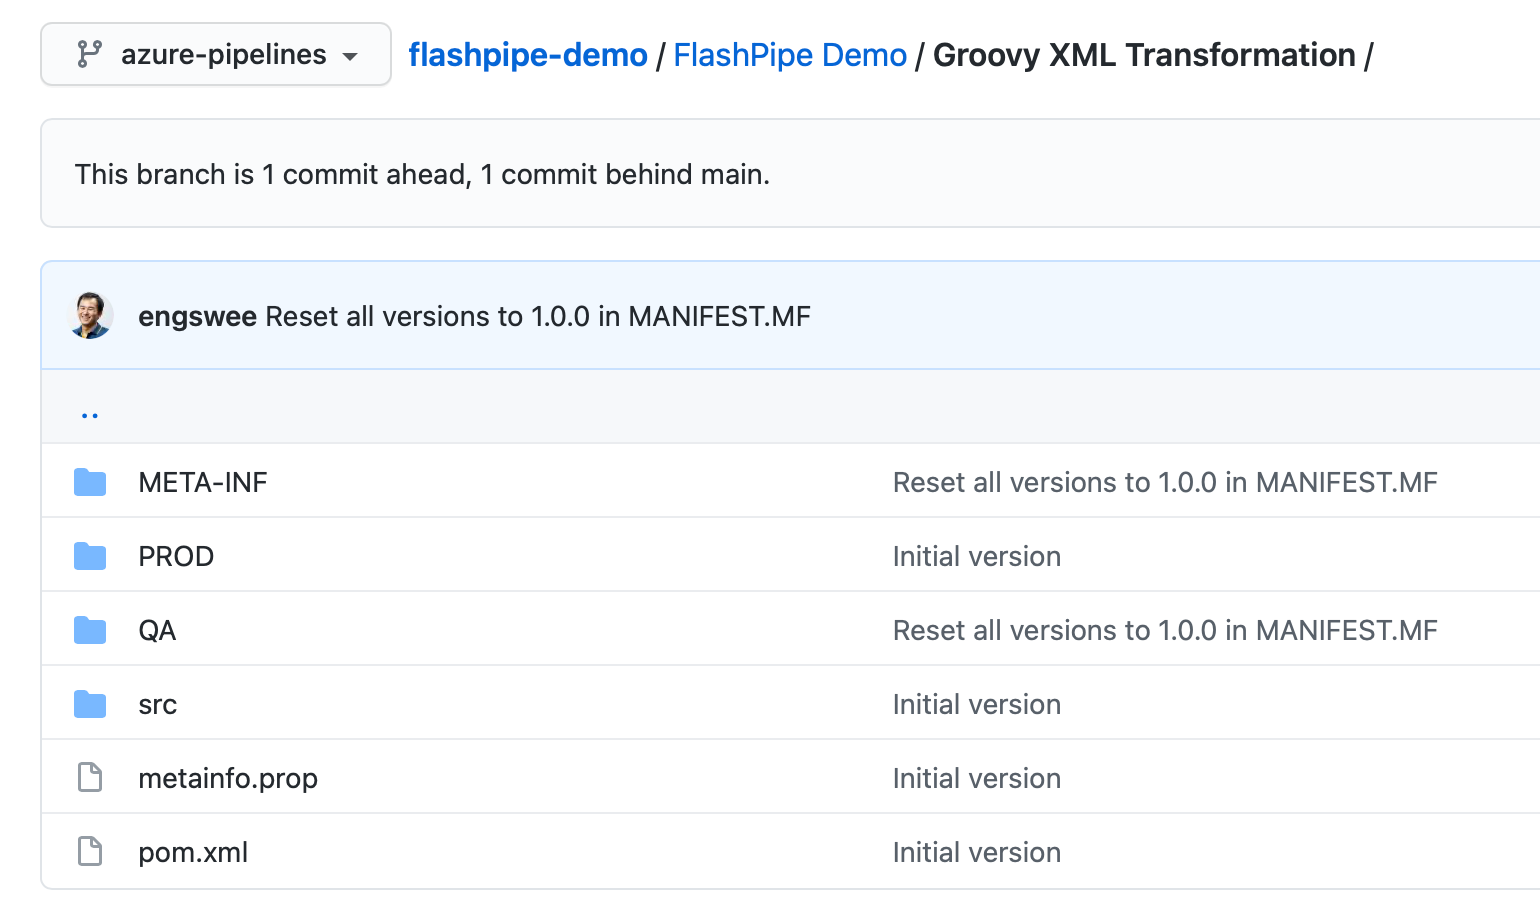 azure-pipelines flashpipe-demo / FlashPipe Demo / Groovy XML Transformation /
This branch is 1 commit ahead, 1 commit behind main.
engswee Reset all versions to 1.0.0 in MANIFEST.MF
..
META-INF Reset all versions to 1.0.0 in MANIFEST.MF
PROD Initial version
QA Reset all versions to 1.0.0 in MANIFEST.MF
src Initial version
metainfo.prop Initial version
pom.xml Initial version